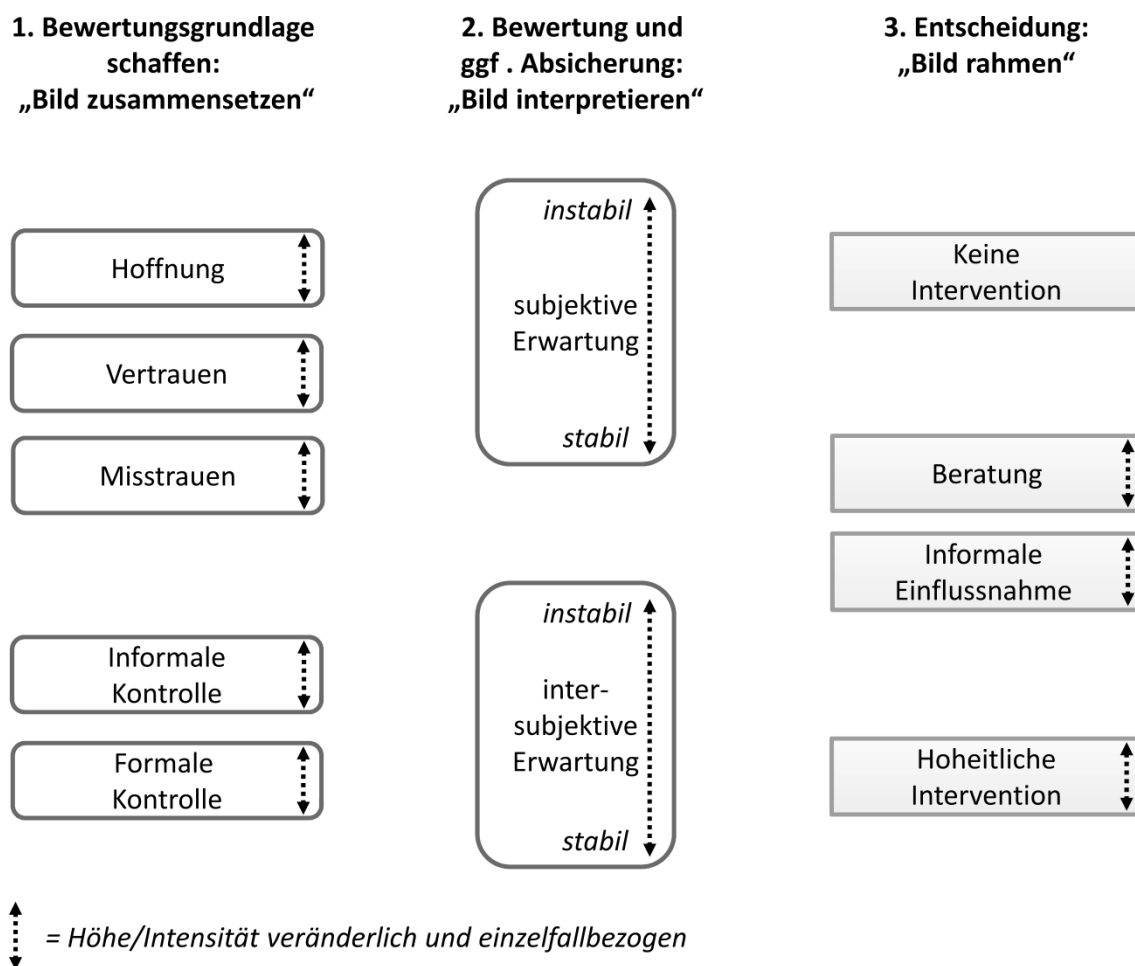 1. Bewertungsgrundlage
schaffen:
„Bild zusammensetzen“
2. Bewertung und
ggf . Absicherung:
„Bild interpretieren“
3. Entscheidung:
„Bild rahmen“
Hoffnung
Vertrauen
Misstrauen
Informale
Kontrolle
Formale
Kontrolle
instabil
subjektive
Erwartung
stabil
instabil
inter-
subjektive
Erwartung
stabil
Keine
Intervention
Beratung
Informale
Einflussnahme
Hoheitliche
Intervention
= Höhe/Intensität veränderlich und einzelfallbezogen